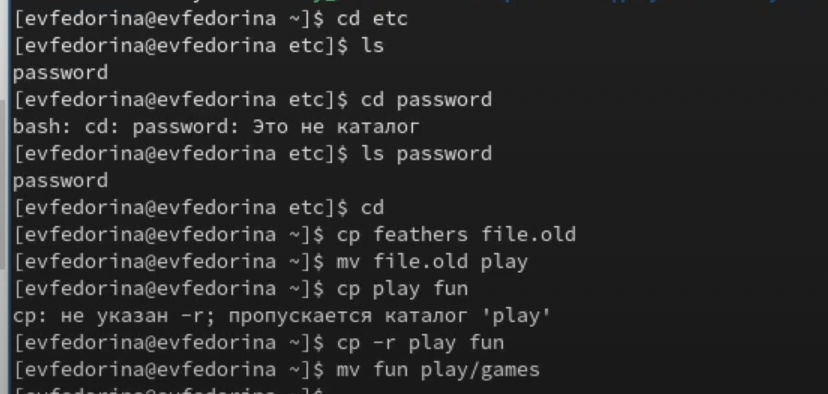 [evfedorina@evfedorina ~]$ cd etc
[evfedorina@evfedorina etc]$ ls
password
[evfedorina@evfedorina etc]$ cd password
bash: cd: password: Это не каталог
[evfedorina@evfedorina etc]$ ls password
password
[evfedorina@evfedorina etc]$ cd
[evfedorina@evfedorina ~]$ cp feathers file.old
[evfedorina@evfedorina ~]$ mv file.old play
[evfedorina@evfedorina ~]$ cp play fun
cp: не указан -r; пропускается каталог 'play'
[evfedorina@evfedorina ~]$ cp -r play fun
[evfedorina@evfedorina ~]$ mv fun play/games